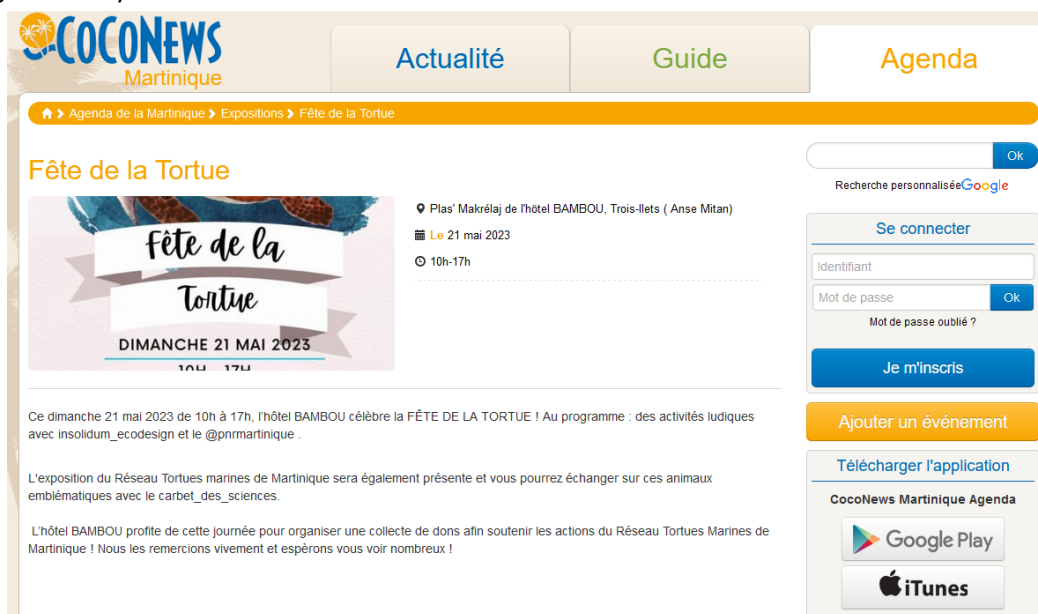 COCONEWS
Martinique
Actualité
Guide
Agenda
Agenda de la Martinique > Expositions > Fête de la Tortue
Fête de la Tortue
Fête de la
Tortue
DIMANCHE 21 MAI 2023
10H 17H
Plas' Makrélaj de l'hôtel BAMBOU, Trois-Ilets ( Anse Mitan)
Le 21 mai 2023
10h-17h
Ce dimanche 21 mai 2023 de 10h à 17h, l'hôtel BAMBOU célèbre la FÊTE DE LA TORTUE ! Au programme : des activités ludiques
avec insolidum_ecodesign et le @pnrmartinique .
L'exposition du Réseau Tortues marines de Martinique sera également présente et vous pourrez échanger sur ces animaux
emblématiques avec le carbet_des_sciences.
L'hôtel BAMBOU profite de cette journée pour organiser une collecte de dons afin soutenir les actions du Réseau Tortues Marines de
Martinique ! Nous les remercions vivement et espèrons vous voir nombreux !
Ok
Recherche personnaliséeGoogle
Se connecter
Identifiant
Mot de passe
Ok
Mot de passe oublié ?
Je m'inscris
Ajouter un événement
Télécharger l'application
CocoNews Martinique Agenda
Google Play
iTunes